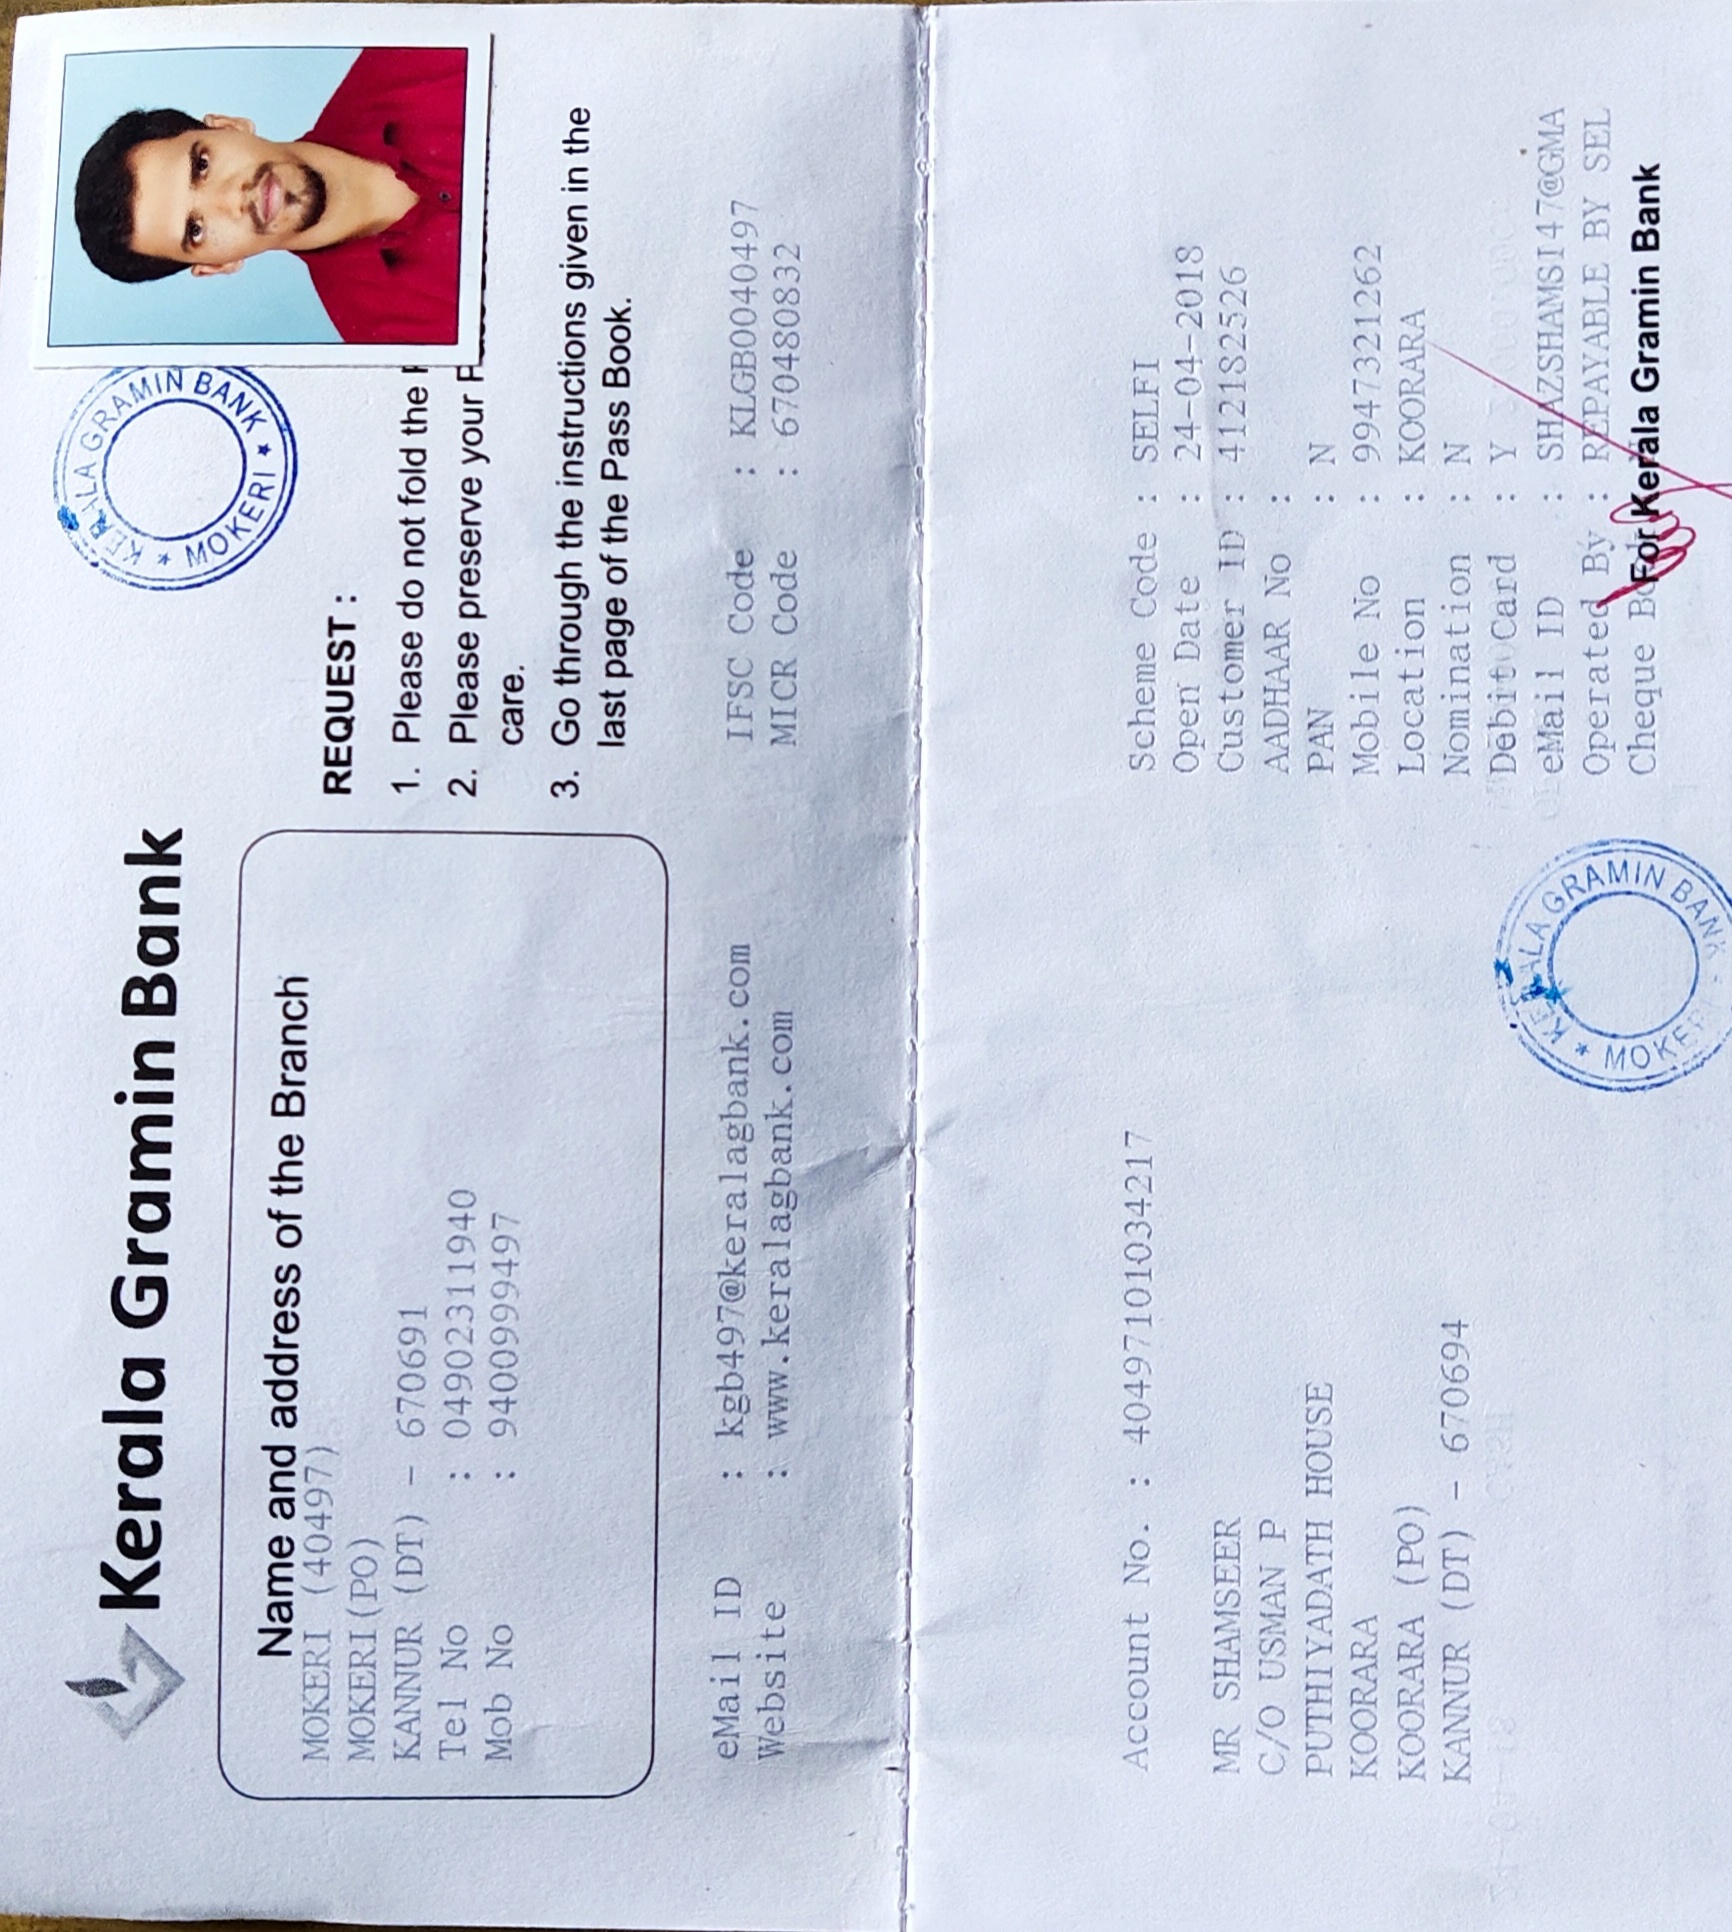 Kerala Gramin Bank
Name and address of the Branch
MOKERI (40497)
MOKERI(PO)
KANNUR (DT) - 670691
Tel No : 04902311940
Mob No : 9400999497
KERALA GRAMIN BANK
★ MOKERI ★
REQUEST :
1. Please do not fold the
2. Please preserve your
care.
3. Go through the instructions given in the
last page of the Pass Book.
eMail ID : kgb497@keralagbank.com
Website : www.keralagbank.com
IFSC Code : KLGB0040497
MICR Code : 670480832
Account No. : 40497101034217
MR SHAMSEER
C/O USMAN P
PUTHIYADATH HOUSE
KOORARA
KOORARA (PO)
KANNUR (DT) - 670694
Scheme Code : SELFI
Open Date : 24-04-2018
Customer ID : 412182526
AADHAAR No :
PAN : N
Mobile No : 9947321262
Location : KOORARA
Nomination : N
Debit Card : Y
eMail ID : SHAZSHAMSI47@GMA
Operated By : REPAYABLE BY SEL
Cheque
For Kerala Gramin Bank
KERALA GRAMIN BANK
★ MOKERI